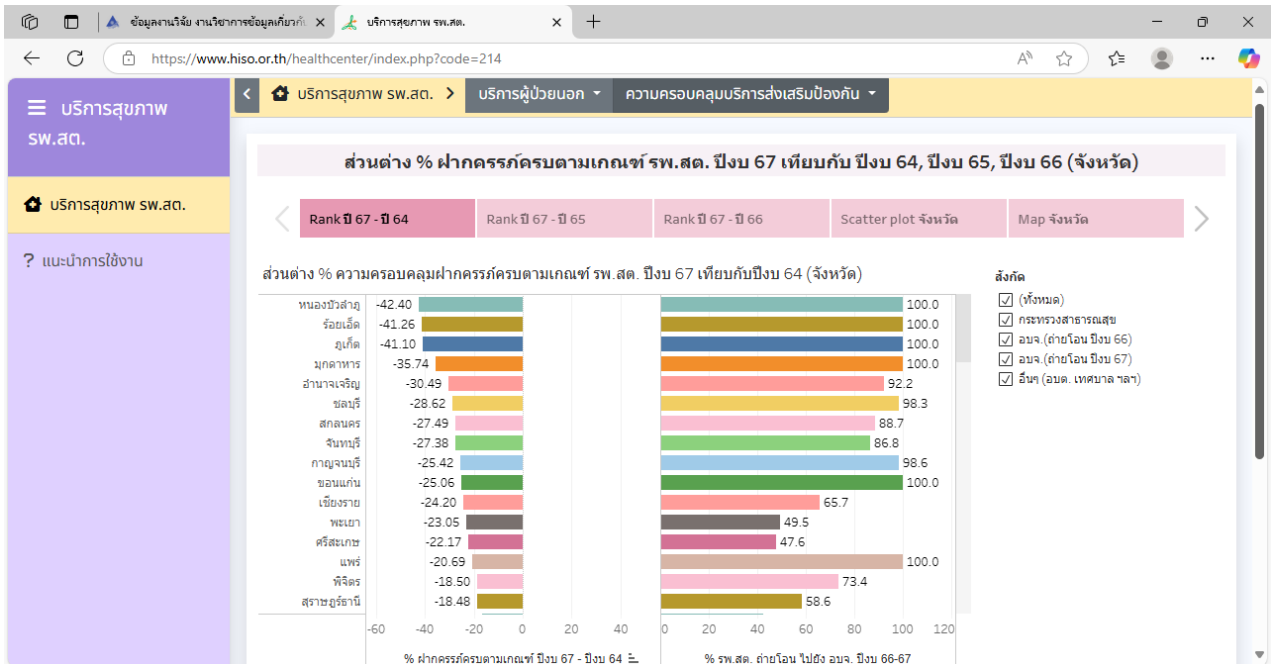 ข้อมูลงานวิจัย งานวิชาการข้อมูลเกี่ยวกับ
บริการสุขภาพ รพ.สต.
https://www.hiso.or.th/healthcenter/index.php?code=214
บริการสุขภาพ รพ.สต.
บริการสุขภาพ รพ.สต.
บริการผู้ป่วยนอก
ความครอบคลุมบริการส่งเสริมป้องกัน
บริการสุขภาพ รพ.สต.
? แนะนำการใช้งาน
ส่วนต่าง % ฝากครรภ์ครบตามเกณฑ์ รพ.สต. ปีงบ 67 เทียบกับ ปีงบ 64, ปีงบ 65, ปีงบ 66 (จังหวัด)
Rank ปี 67 - ปี 64
Rank ปี 67 - ปี 65
Rank ปี 67 - ปี 66
Scatter plot จังหวัด
Map จังหวัด
ส่วนต่าง % ความครอบคลุมฝากครรภ์ครบตามเกณฑ์ รพ.สต. ปีงบ 67 เทียบกับปีงบ 64 (จังหวัด)
หนองบัวลำภู -42.40 100.0
ร้อยเอ็ด -41.26 100.0
ภูเก็ต -41.10 100.0
มุกดาหาร -35.74 100.0
อำนาจเจริญ -30.49 92.2
ชลบุรี -28.62 98.3
สกลนคร -27.49 88.7
จันทบุรี -27.38 86.8
กาญจนบุรี -25.42 98.6
ขอนแก่น -25.06 100.0
เชียงราย -24.20 65.7
พะเยา -23.05 49.5
ศรีสะเกษ -22.17 47.6
แพร่ -20.69 100.0
พิจิตร -18.50 73.4
สุราษฎร์ธานี -18.48 58.6
-60 -40 -20 0 20 40 0 20 40 60 80 100 120
% ฝากครรภ์ครบตามเกณฑ์ ปีงบ 67 - ปีงบ 64
% รพ.สต. ถ่ายโอน ไปยัง อบจ. ปีงบ 66-67
สังกัด
(ทั้งหมด)
กระทรวงสาธารณสุข
อบจ.(ถ่ายโอน ปีงบ 66)
อบจ.(ถ่ายโอน ปีงบ 67)
อื่นๆ (อบต. เทศบาล ฯลฯ)